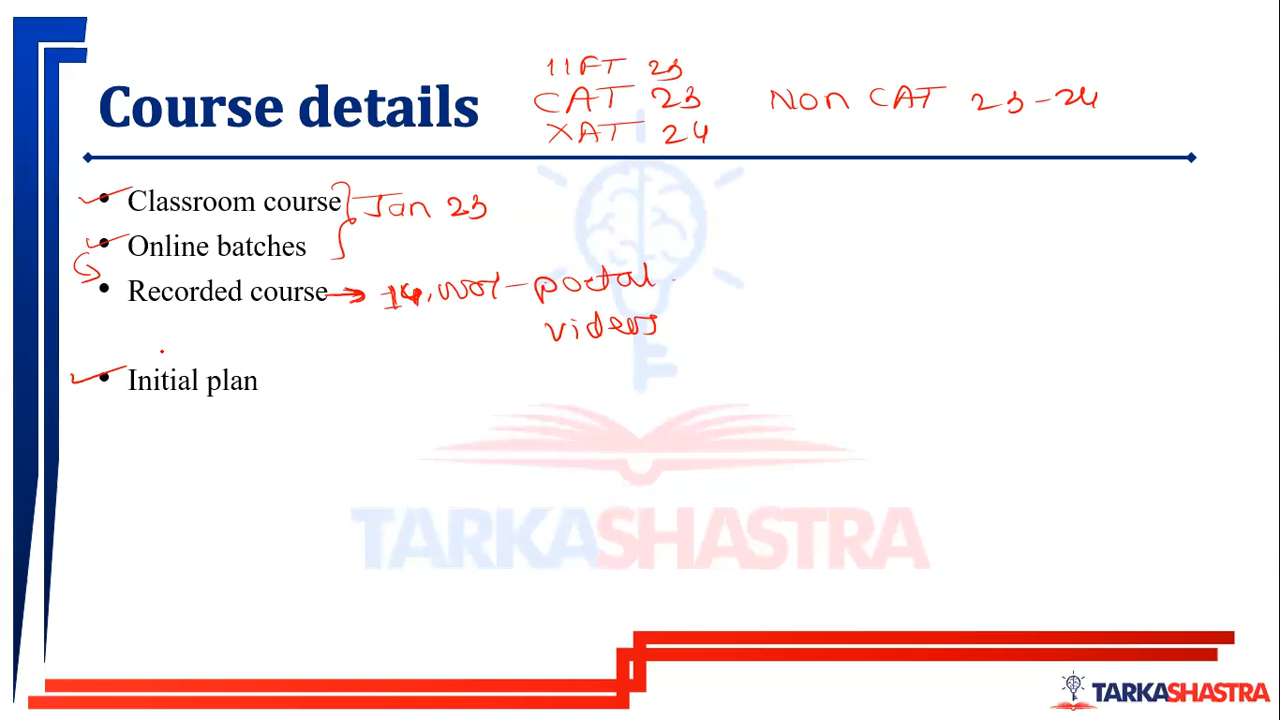 IIFT 23
Course details CAT 23 Non CAT 23-24
XAT 24
• Classroom course Jan 23
• Online batches
• Recorded course → - portal
videos
• Initial plan
TARKASHASTRA
TARKASHASTRA